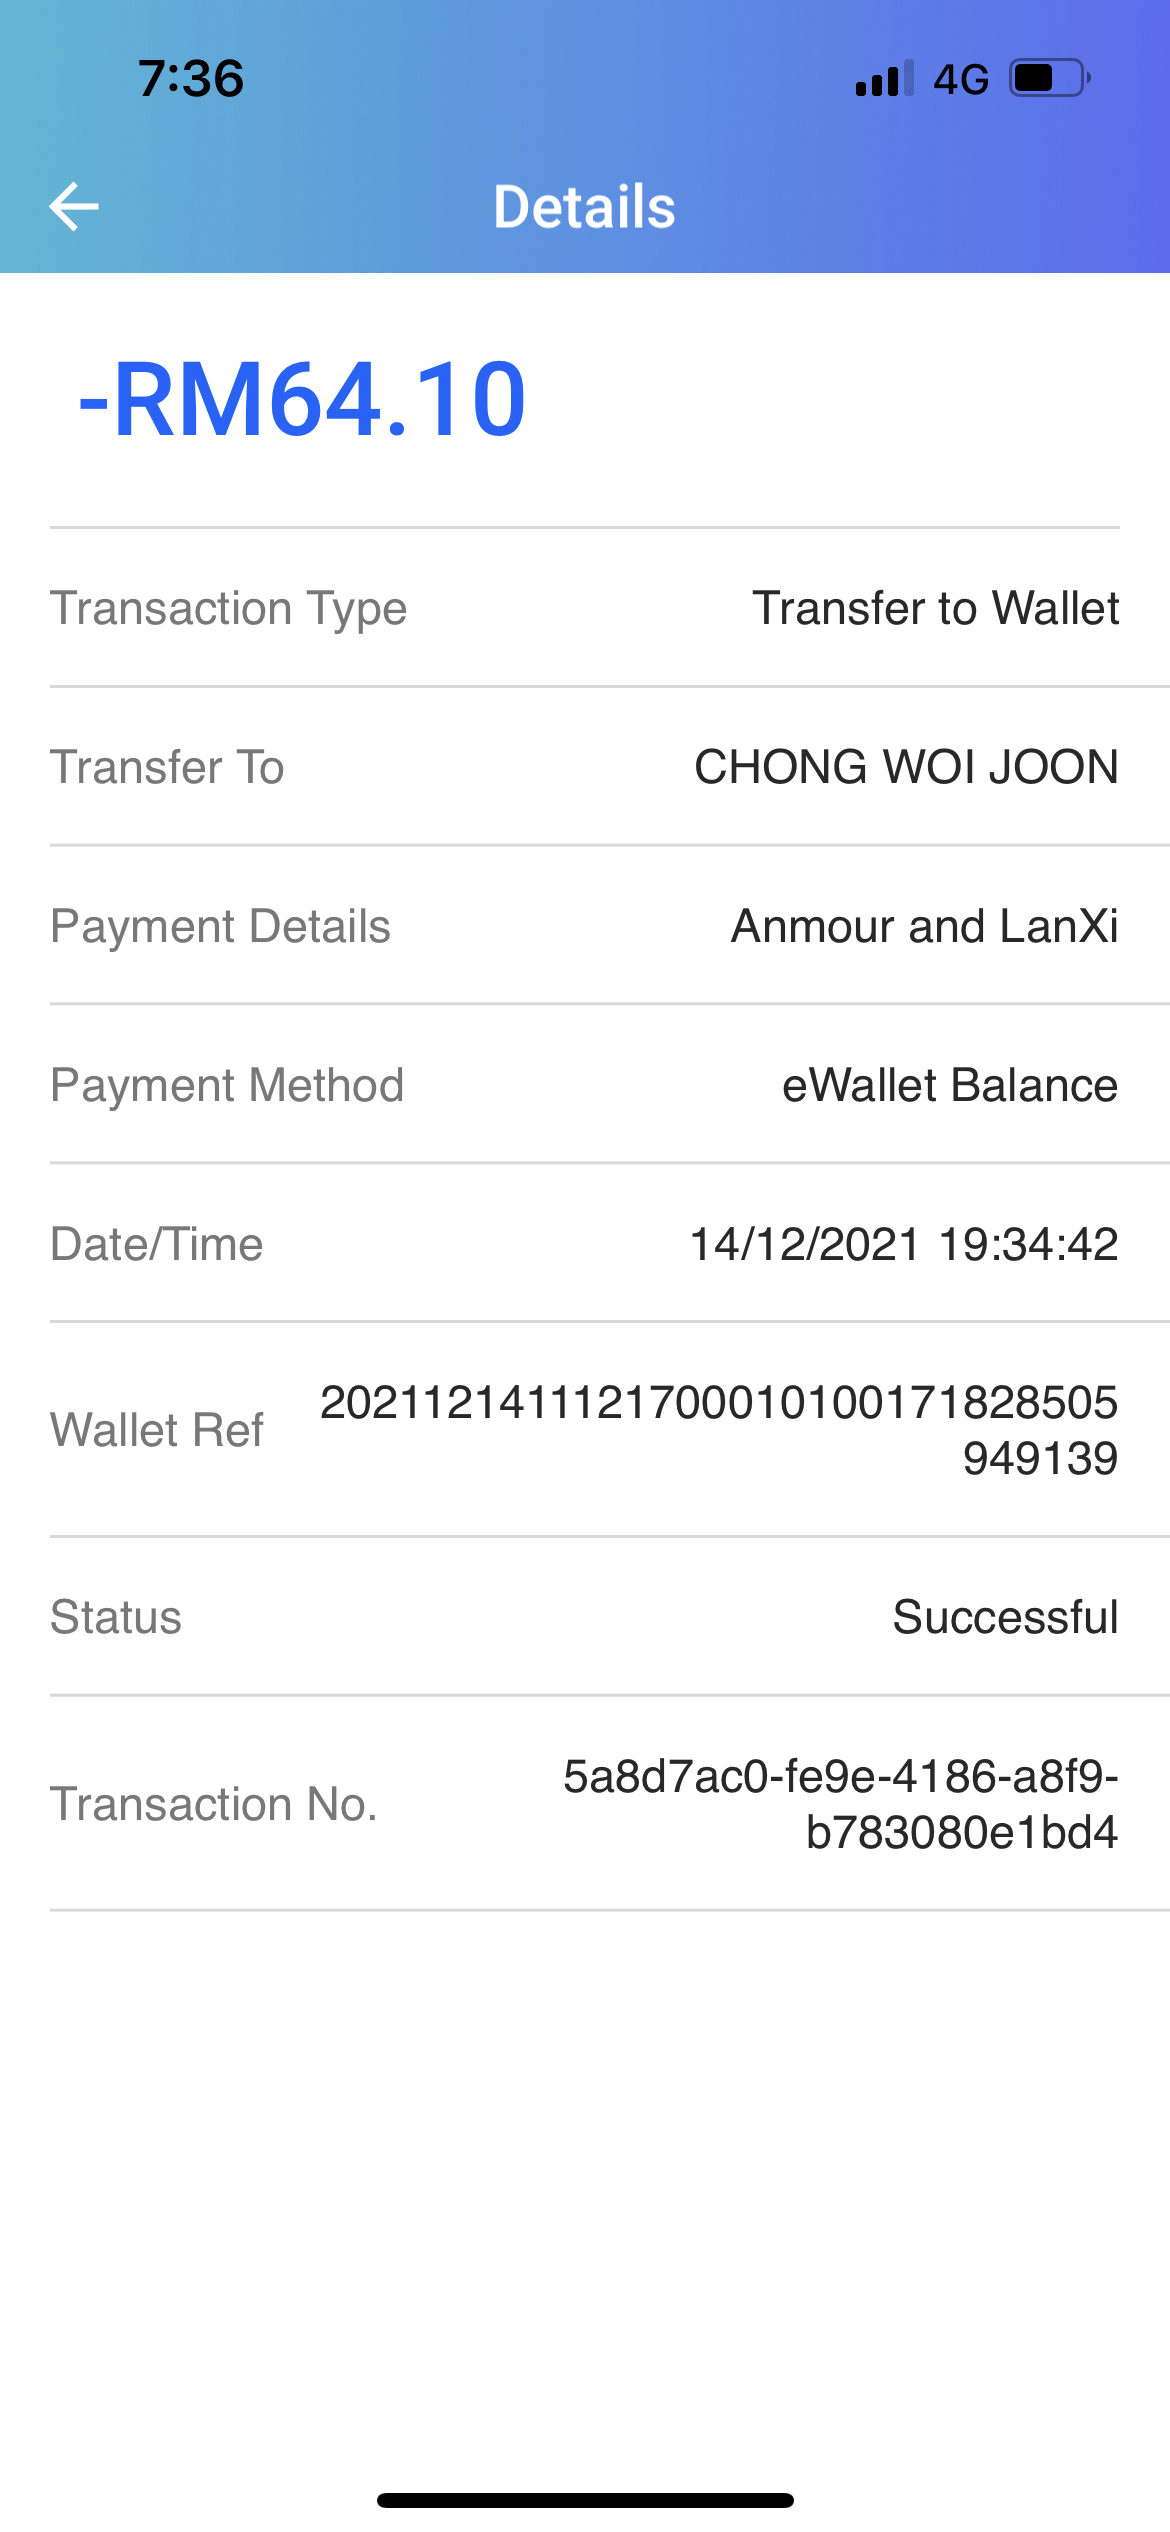 7:36
4G
Details
-RM64.10
Transaction Type
Transfer to Wallet
Transfer To
CHONG WOI JOON
Payment Details
Anmour and LanXi
Payment Method
eWallet Balance
Date/Time
14/12/2021 19:34:42
Wallet Ref
2021121411121700010100171828505
949139
Status
Successful
Transaction No.
5a8d7ac0-fe9e-4186-a8f9-
b783080e1bd4